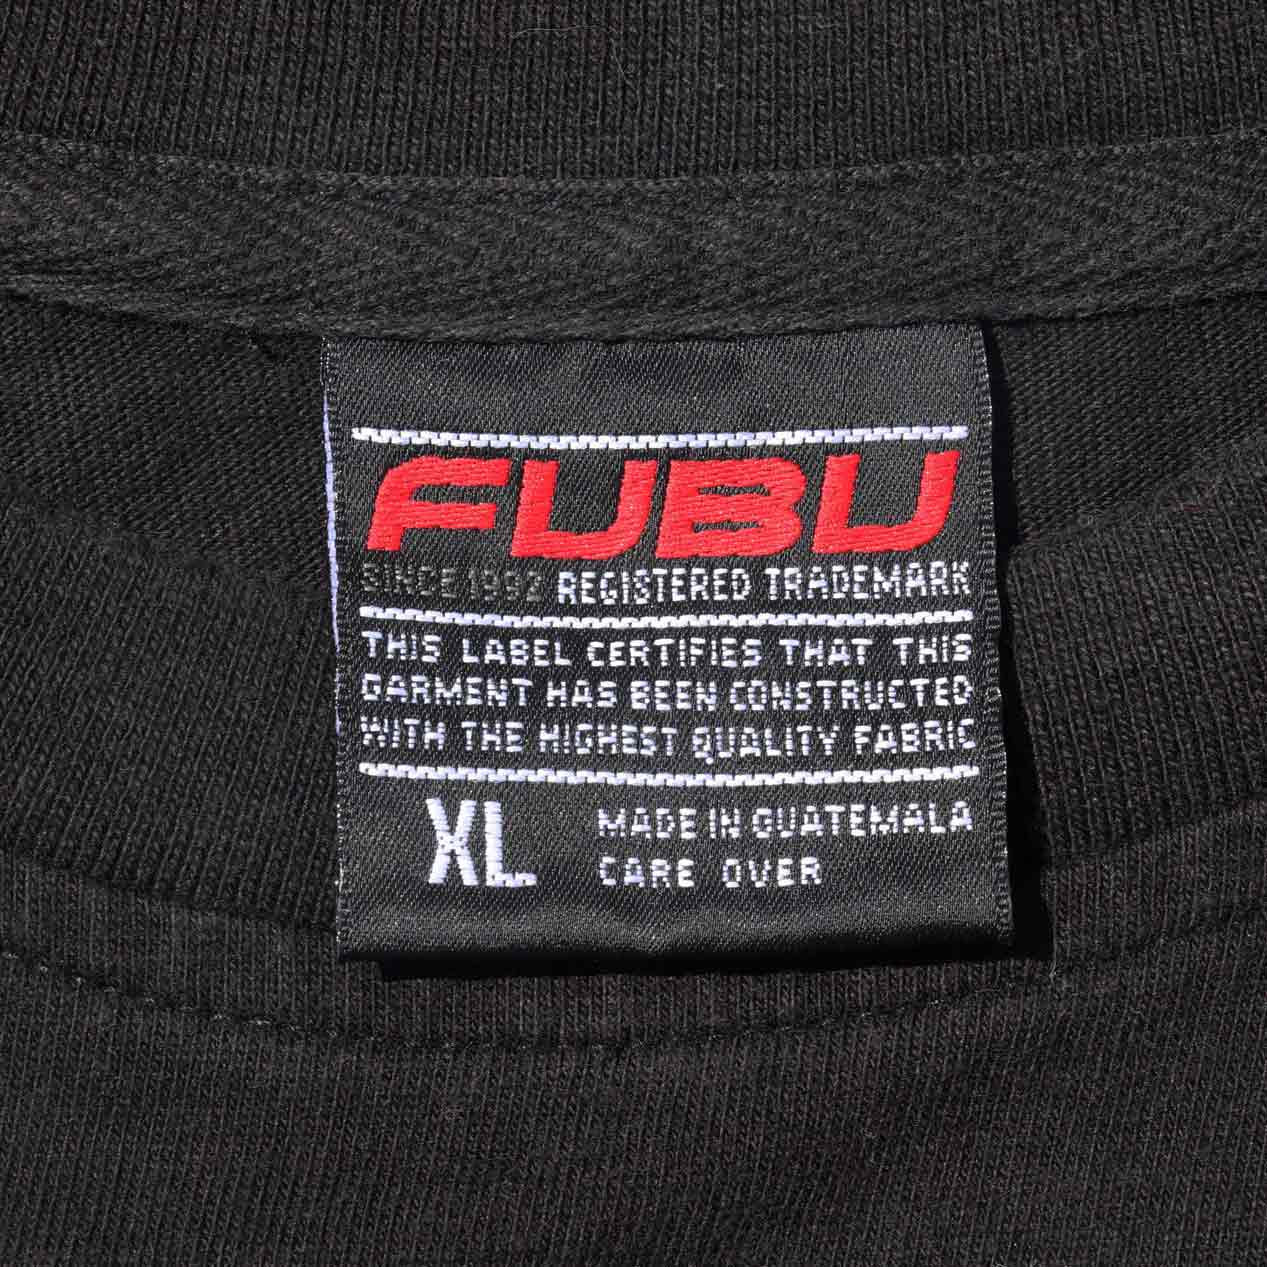 FUBU
SINCE 1992 REGISTERED TRADEMARK
THIS LABEL CERTIFIES THAT THIS
GARMENT HAS BEEN CONSTRUCTED
WITH THE HIGHEST QUALITY FABRIC
XL MADE IN GUATEMALA
CARE OVER